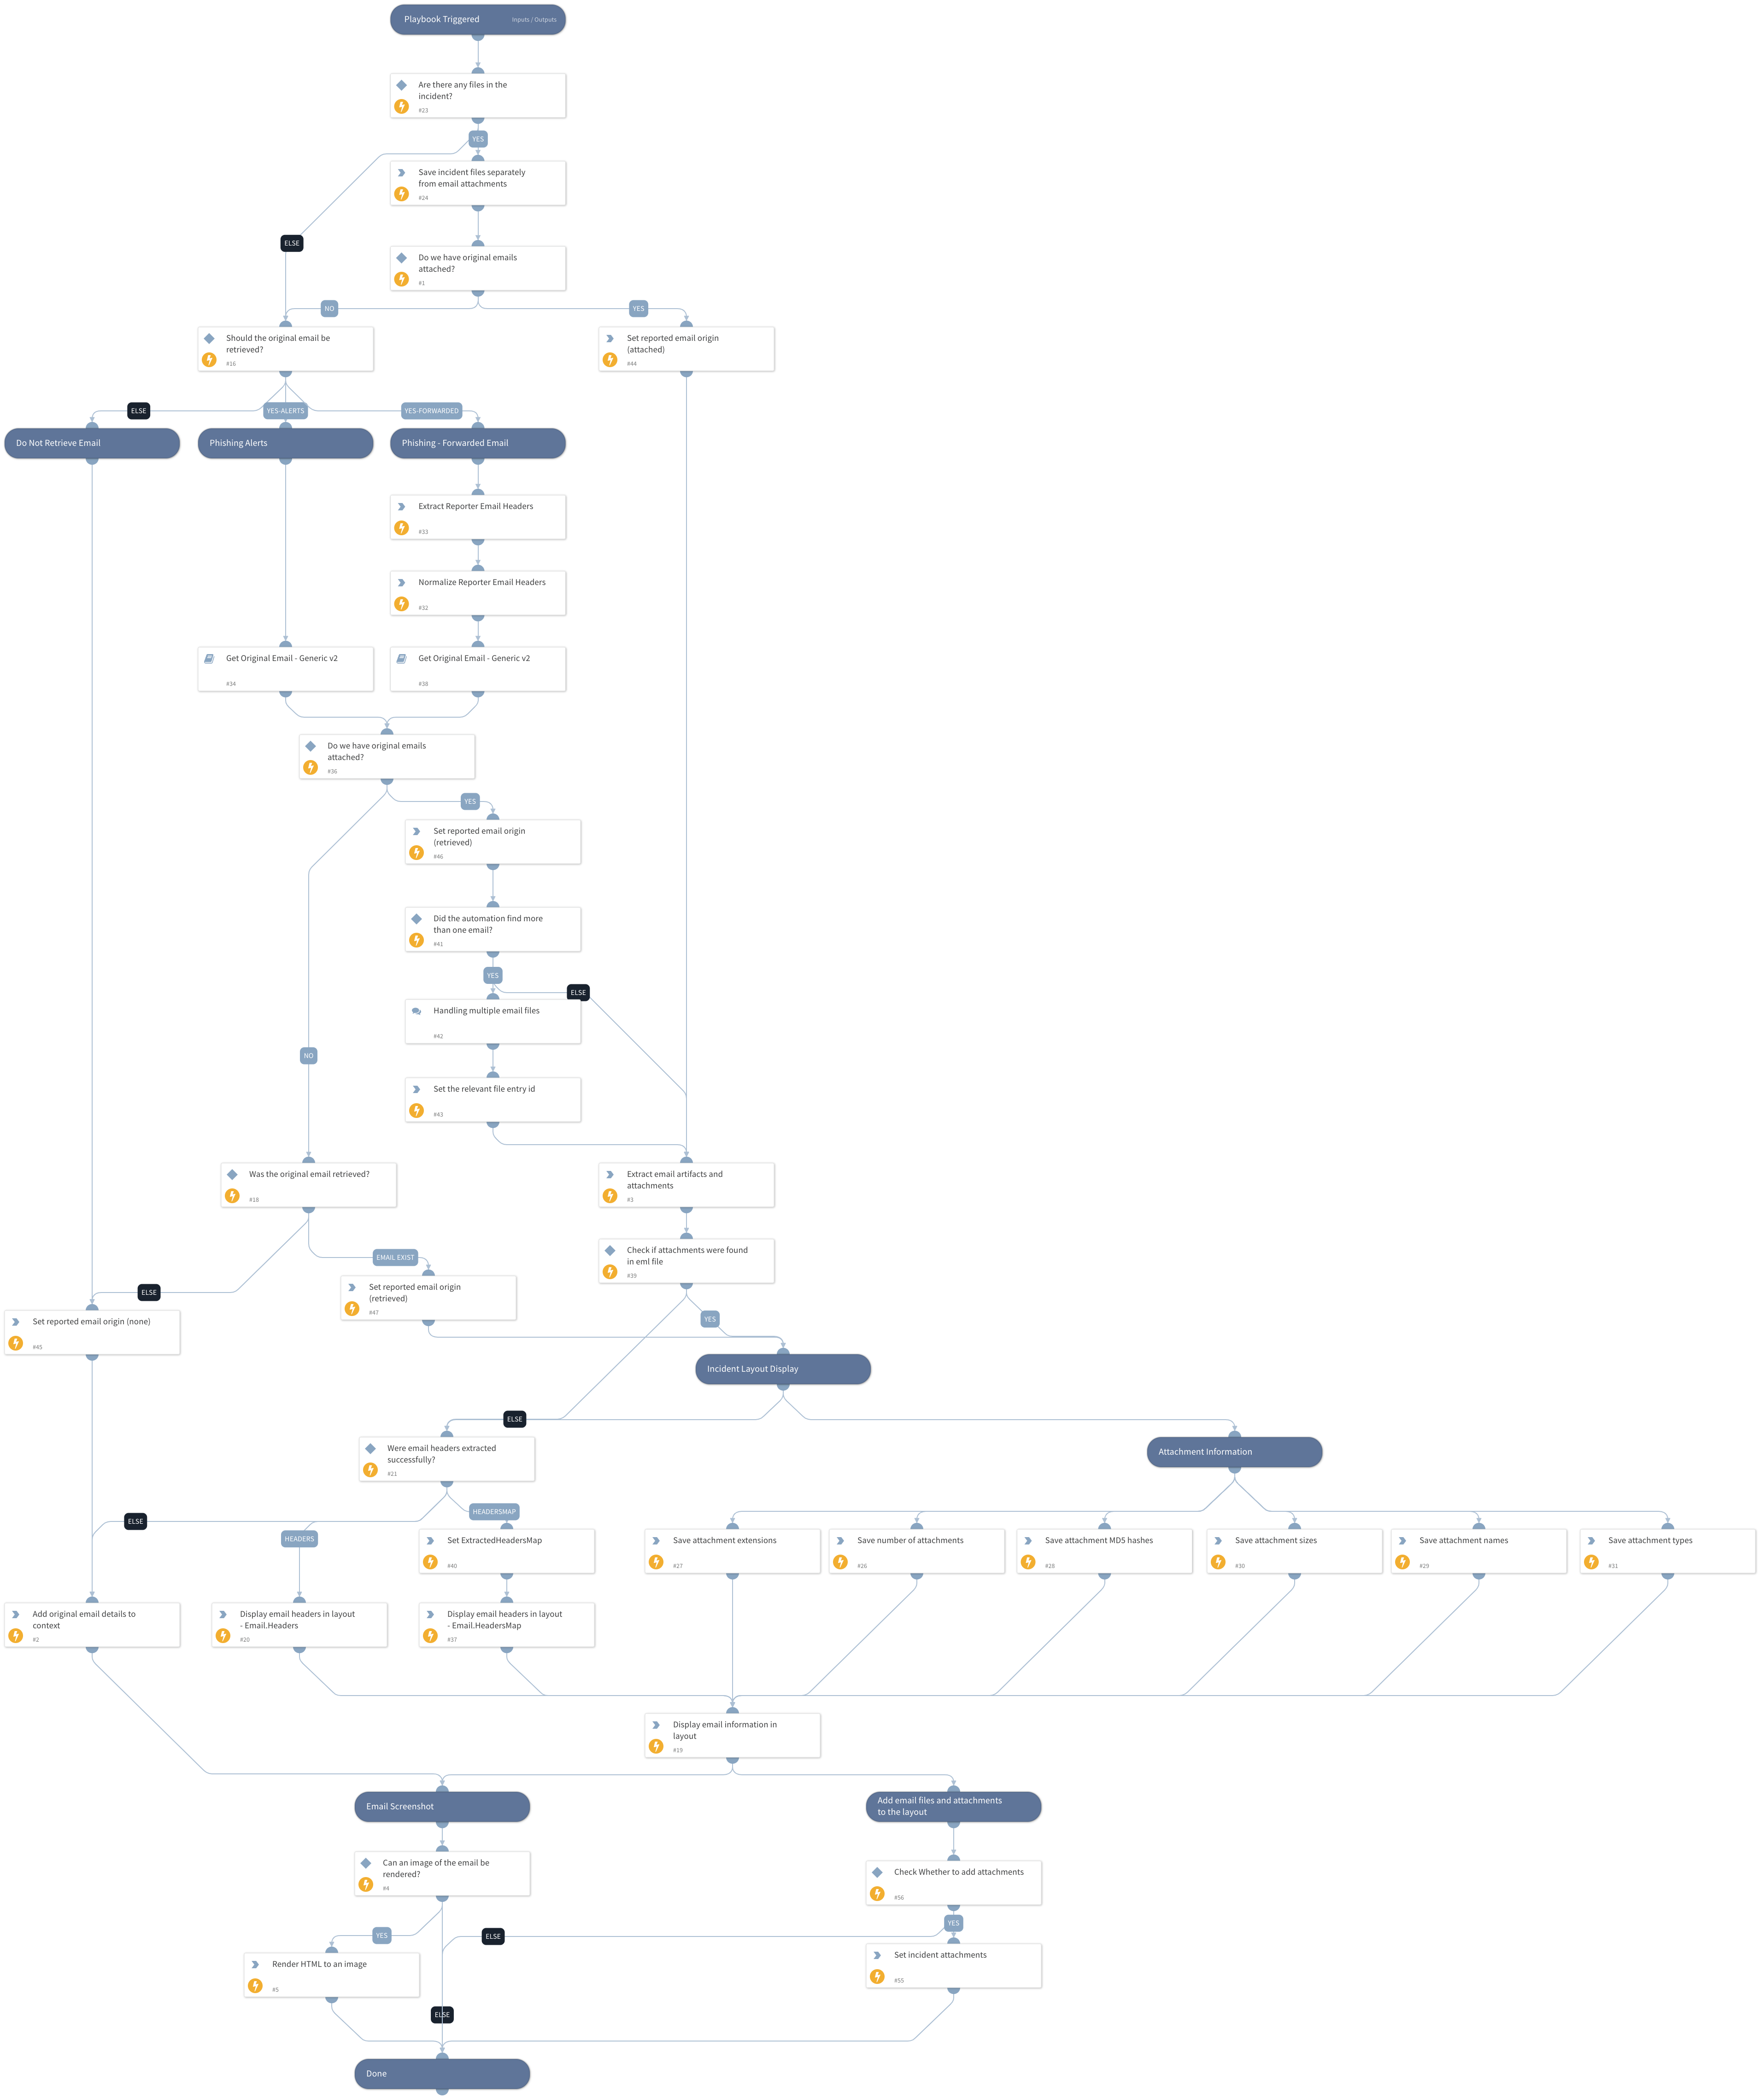 Playbook Triggered
Inputs / Outputs
Are there any files in the
incident?
#23
YES
Save incident files separately
from email attachments
#24
ELSE
Do we have original emails
attached?
#1
NO
YES
Should the original email be
retrieved?
#16
Set reported email origin
(attached)
#44
ELSE
YES-ALERTS
YES-FORWARDED
Do Not Retrieve Email
Phishing Alerts
Phishing - Forwarded Email
Extract Reporter Email Headers
#33
Normalize Reporter Email Headers
#32
Get Original Email - Generic v2
#34
Get Original Email - Generic v2
#38
Do we have original emails
attached?
#36
YES
Set reported email origin
(retrieved)
#46
Did the automation find more
than one email?
#41
YES
ELSE
Handling multiple email files
#42
NO
Set the relevant file entry id
#43
Was the original email retrieved?
#18
Extract email artifacts and
attachments
#3
EMAIL EXIST
Check if attachments were found
in eml file
#39
ELSE
Set reported email origin
(retrieved)
#47
Set reported email origin (none)
#45
YES
Incident Layout Display
ELSE
Were email headers extracted
successfully?
#21
Attachment Information
HEADERSMAP
ELSE
HEADERS
Set ExtractedHeadersMap
#40
Save attachment extensions
#27
Save number of attachments
#26
Save attachment MD5 hashes
#28
Save attachment sizes
#30
Save attachment names
#29
Save attachment types
#31
Add original email details to
context
#2
Display email headers in layout
- Email.Headers
#20
Display email headers in layout
- Email.HeadersMap
#37
Display email information in
layout
#19
Email Screenshot
Add email files and attachments
to the layout
Can an image of the email be
rendered?
#4
Check Whether to add attachments
#56
YES
YES
ELSE
Render HTML to an image
#5
Set incident attachments
#55
ELSE
Done